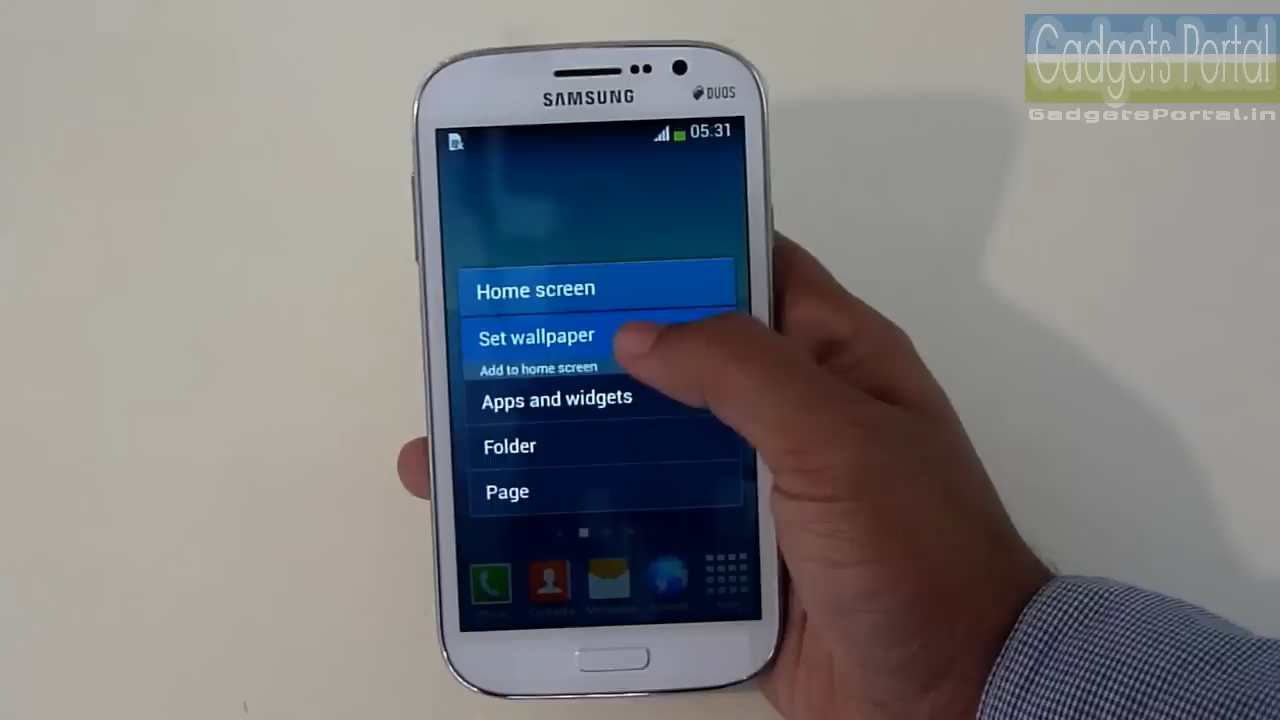 Gadgets Portal
GadgetsPortal.in
SAMSUNG
DUOS
05:31
Home screen
Set wallpaper
Add to home screen
Apps and widgets
Folder
Page